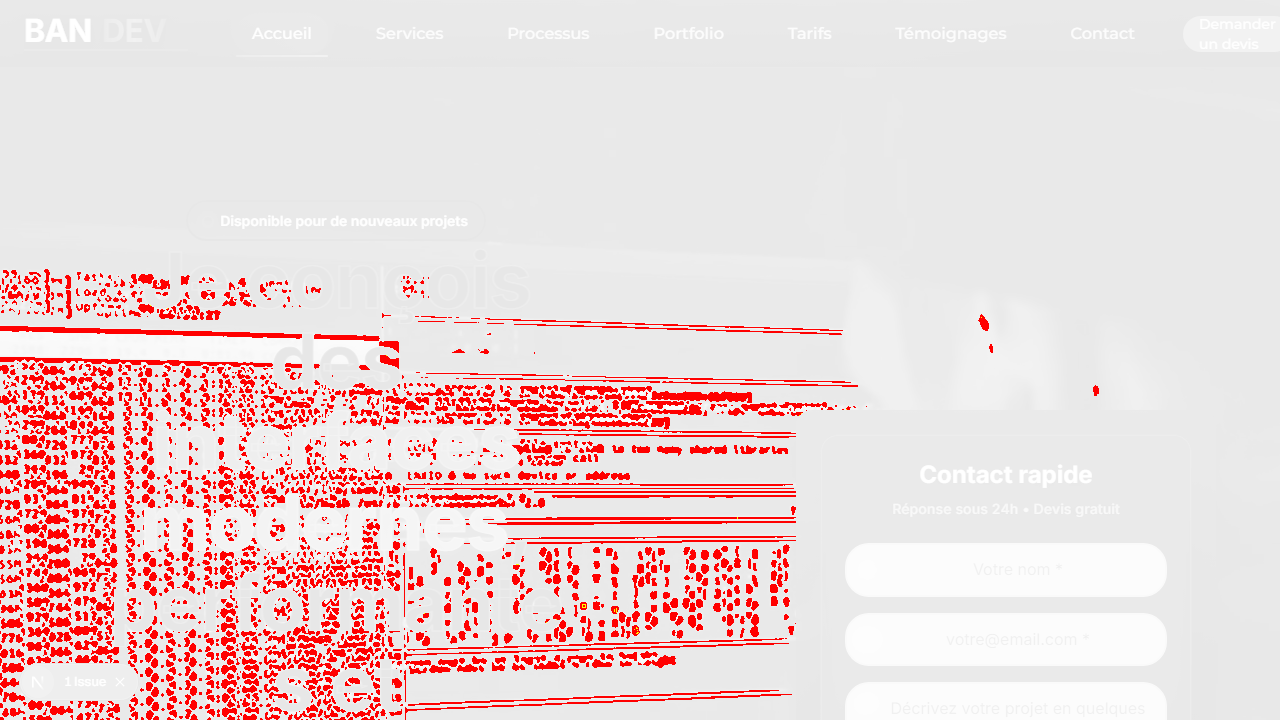 BAN DEV
Accueil
Services
Processus
Portfolio
Tarifs
Témoignages
Contact
Demander
un devis
Disponible pour de nouveaux projets
Je conçois
des
interfaces
modernes,
performante
s et
Contact rapide
Réponse sous 24h • Devis gratuit
Votre nom *
votre@email.com *
Décrivez votre projet en quelques
N
1 Issue